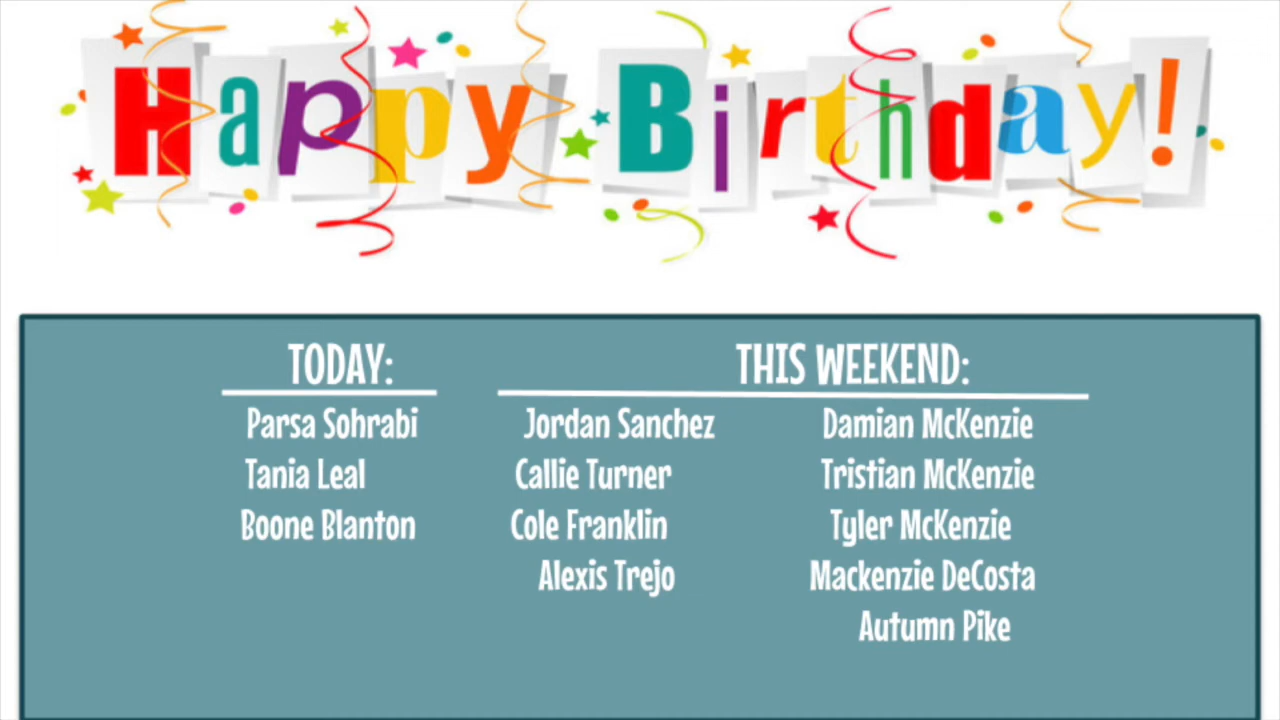 Happy Birthday!
TODAY:
Parsa Sohrabi
Tania Leal
Boone Blanton
THIS WEEKEND:
Jordan Sanchez
Callie Turner
Cole Franklin
Alexis Trejo
Damian McKenzie
Tristian McKenzie
Tyler McKenzie
Mackenzie DeCosta
Autumn Pike